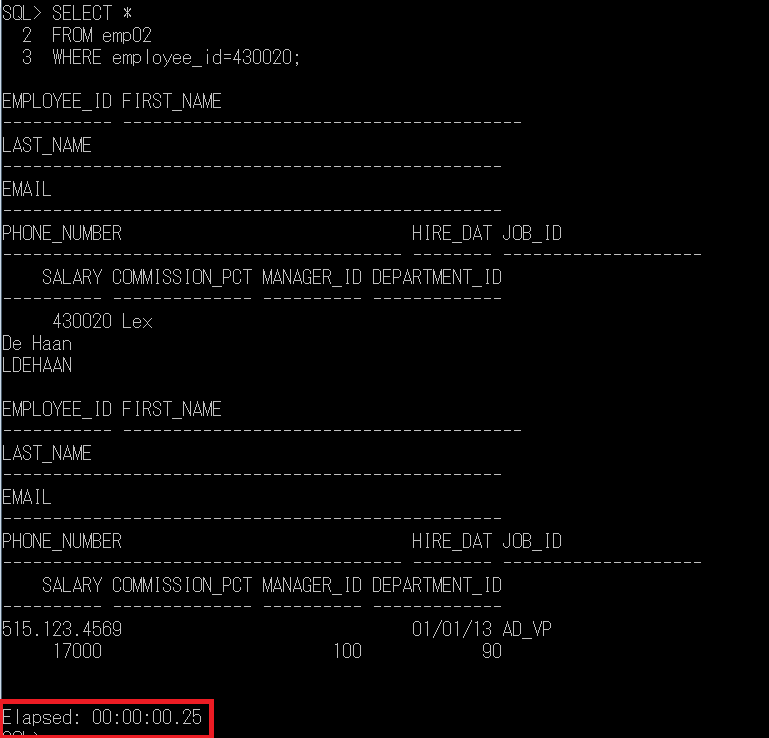 SQL> SELECT *
  2  FROM emp02
  3  WHERE employee_id=430020;
EMPLOYEE_ID FIRST_NAME
----------- ----------------------------------------
LAST_NAME
--------------------------------------------------
EMAIL
--------------------------------------------------
PHONE_NUMBER                             HIRE_DAT JOB_ID
---------------------------------------- -------- --------------------
    SALARY COMMISSION_PCT MANAGER_ID DEPARTMENT_ID
---------- -------------- ---------- -------------
     430020 Lex
De Haan
LDEHAAN
EMPLOYEE_ID FIRST_NAME
----------- ----------------------------------------
LAST_NAME
--------------------------------------------------
EMAIL
--------------------------------------------------
PHONE_NUMBER                             HIRE_DAT JOB_ID
---------------------------------------- -------- --------------------
    SALARY COMMISSION_PCT MANAGER_ID DEPARTMENT_ID
---------- -------------- ---------- -------------
515.123.4569                             01/01/13 AD_VP
     17000                       100            90
Elapsed: 00:00:00.25